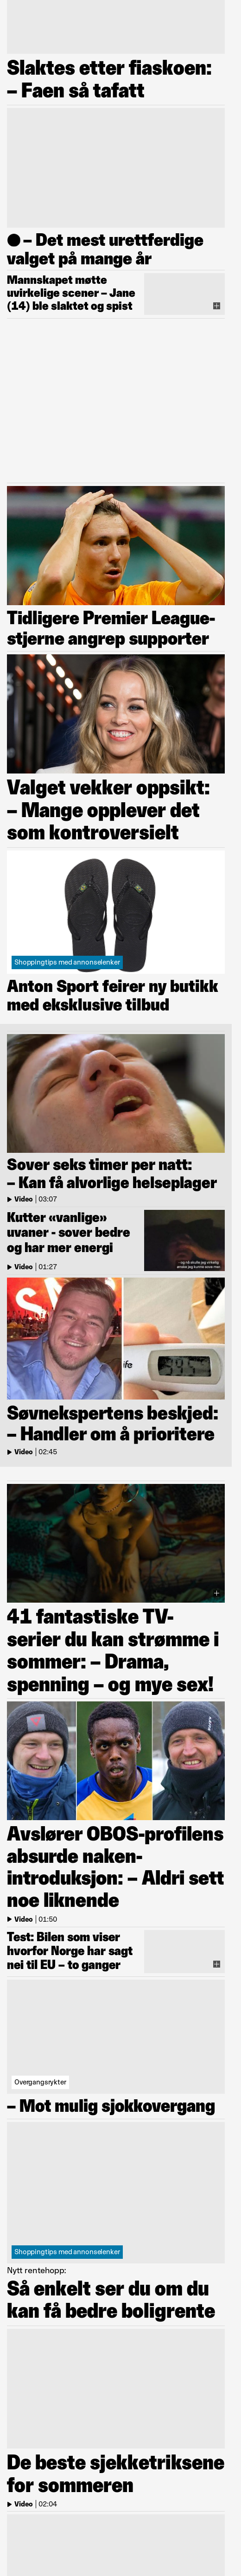 Slaktes etter fiaskoen:
– Faen så tafatt
– Det mest urettferdige
valget på mange år
Mannskapet møtte
uvirkelige scener – Jane
(14) ble slaktet og spist
Tidligere Premier League-
stjerne angrep supporter
Valget vekker oppsikt:
– Mange opplever det
som kontroversielt
Shoppingtips med annonselenker
Anton Sport feirer ny butikk
med eksklusive tilbud
Sover seks timer per natt:
– Kan få alvorlige helseplager
Video | 03:07
Kutter «vanlige»
uvaner - sover bedre
og har mer energi
Video | 01:27
Søvnekspertens beskjed:
– Handler om å prioritere
Video | 02:45
41 fantastiske TV-
serier du kan strømme i
sommer: – Drama,
spenning – og mye sex!
Avslører OBOS-profilens
absurde naken-
introduksjon: – Aldri sett
noe liknende
Video | 01:50
Test: Bilen som viser
hvorfor Norge har sagt
nei til EU – to ganger
Overgangsrykter
– Mot mulig sjokkovergang
Shoppingtips med annonselenker
Nytt rentehopp:
Så enkelt ser du om du
kan få bedre boligrente
De beste sjekketriksene
for sommeren
Video | 02:04